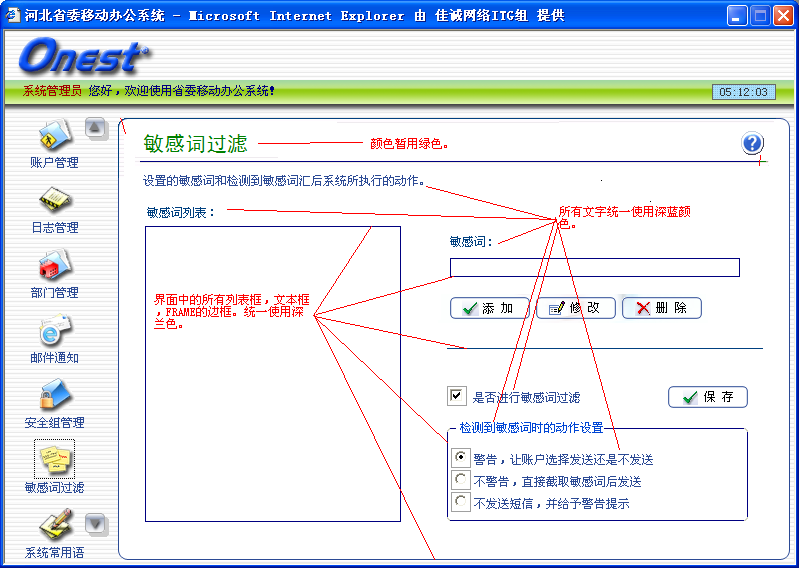 河北省委移动办公系统 - Microsoft Internet Explorer 由 佳诚网络ITG组 提供
Onest
系统管理员 您好，欢迎使用省委移动办公系统！
05:12:03
账户管理
日志管理
部门管理
邮件通知
安全组管理
敏感词过滤
系统常用语
敏感词过滤
颜色暂用绿色。
设置的敏感词和检测到敏感词汇后系统所执行的动作。
敏感词列表：
所有文字统一使用深蓝颜
色。
敏感词：
界面中的所有列表框，文本框
，FRAME的边框。统一使用深
兰色。
添 加
修 改
删 除
是否进行敏感词过滤
保 存
检测到敏感词时的动作设置
警告，让账户选择发送还是不发送
不警告，直接截取敏感词后发送
不发送短信，并给予警告提示